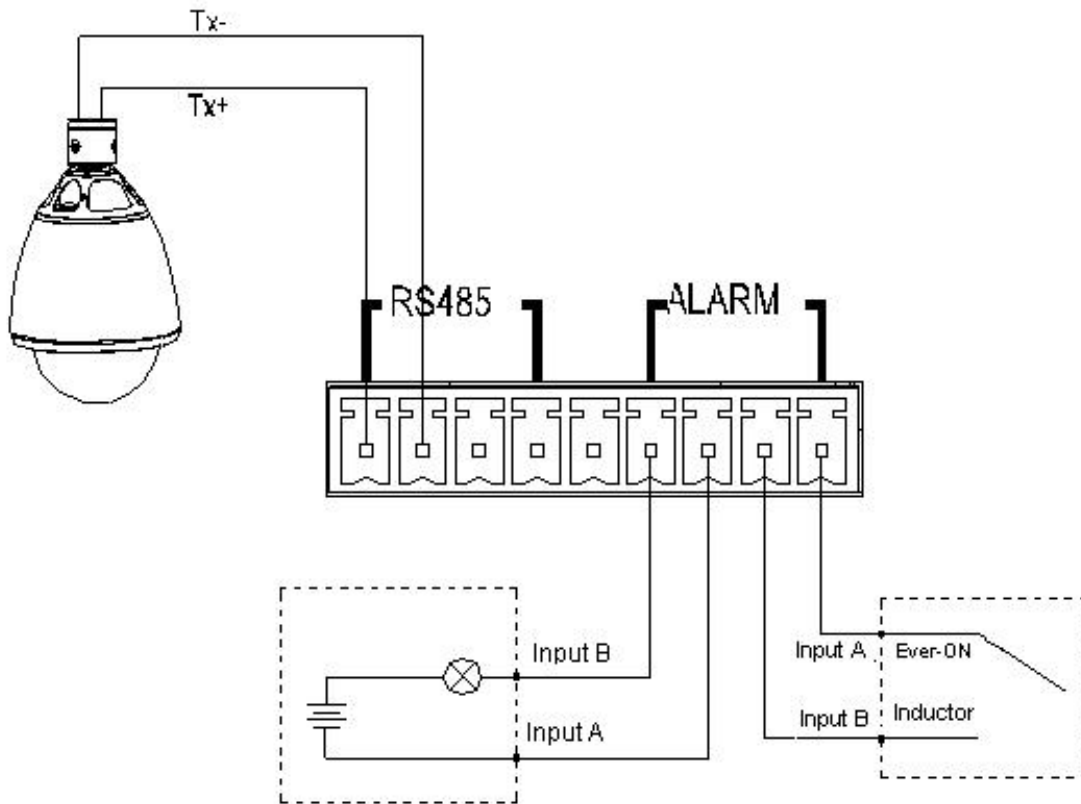 Tx-
Tx+
RS485
ALARM
Input B
Input A
Input A
Ever-ON
Input B
Inductor